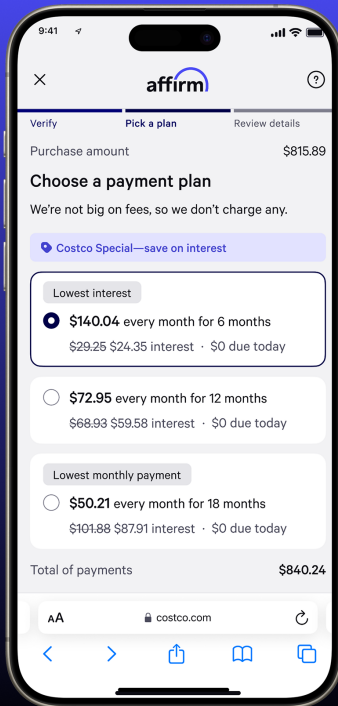 9:41
affirm
Verify Pick a plan Review details
Purchase amount $815.89
Choose a payment plan
We're not big on fees, so we don't charge any.
Costco Special—save on interest
Lowest interest
$140.04 every month for 6 months
$29.25 $24.35 interest · $0 due today
$72.95 every month for 12 months
$68.93 $59.58 interest · $0 due today
Lowest monthly payment
$50.21 every month for 18 months
$101.88 $87.91 interest · $0 due today
Total of payments $840.24
AA costco.com